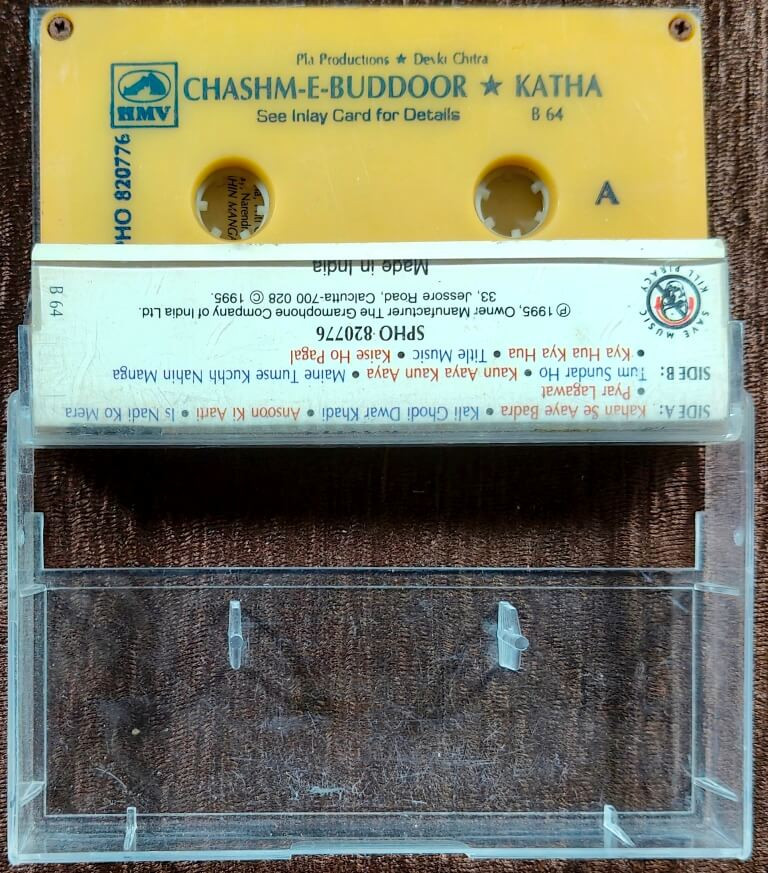 Pla Productions ★ Devki Chitra
HMV
CHASHM-E-BUDDOOR ★ KATHA
See Inlay Card for Details B 64
PHO 820776
A
Narend
HIN MANGA
SIDE A: Kahan Se Aaye Badra • Kali Ghodi Dwar Khadi • Ansoon Ki Aarti • Is Nadi Ko Mera
• Pyar Lagawat
SIDE B: Tum Sundar Ho • Kaun Aaya Kaun Aaya • Maine Tumse Kuchh Nahin Manga
• Kya Hua Kya Hua • Title Music • Kaise Ho Pagal
SPHO 820776
℗ 1995, Owner Manufacturer The Gramophone Company of India Ltd.
33, Jessore Road, Calcutta-700 028 © 1995.
Made in India
B 64
SAVE MUSIC
KILL PIRACY